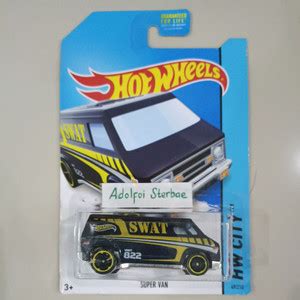 GUARANTEED
FOR LIFE
HOT WHEELS
SWAT
Adolfoi Sterbae
HW CITY
SWAT
822
3+
SUPER VAN